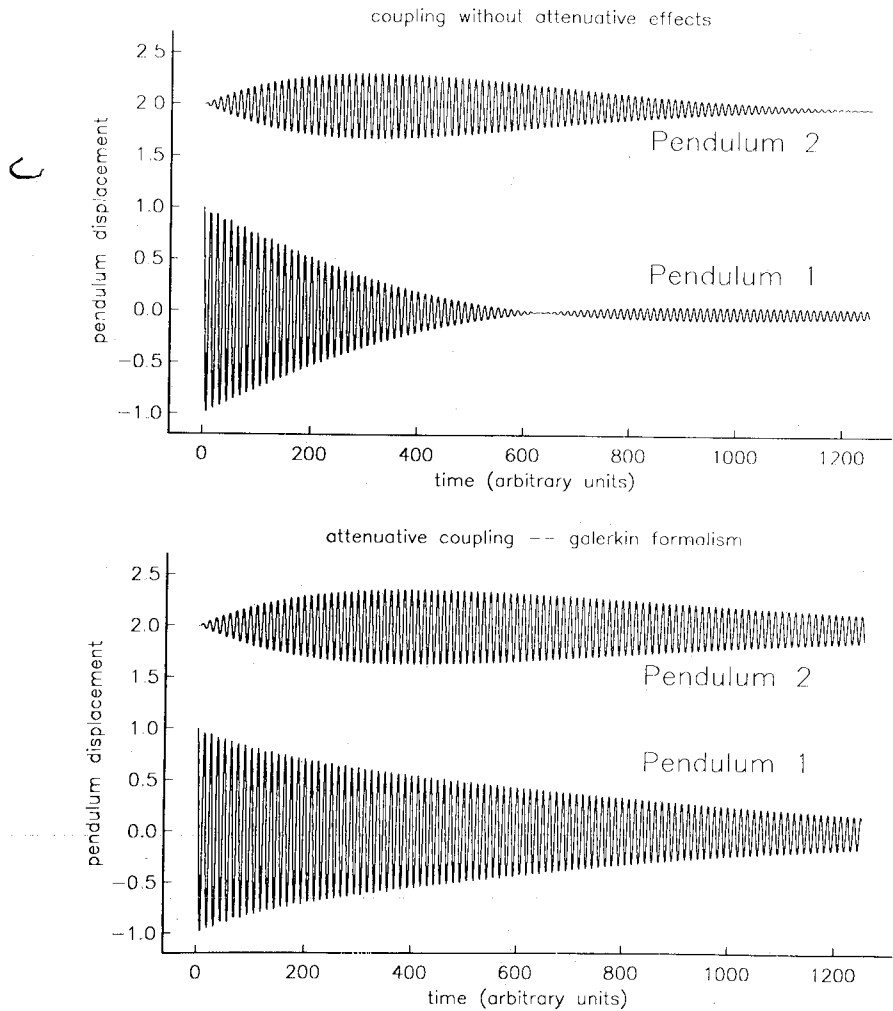 coupling without attenuative effects
2.5
2.0
1.5
1.0
0.5
0.0
−0.5
−1.0
pendulum displacement
Pendulum 2
Pendulum 1
0 200 400 600 800 1000 1200
time (arbitrary units)
attenuative coupling -- galerkin formalism
2.5
2.0
1.5
1.0
0.5
0.0
−0.5
−1.0
pendulum displacement
Pendulum 2
Pendulum 1
0 200 400 600 800 1000 1200
time (arbitrary units)